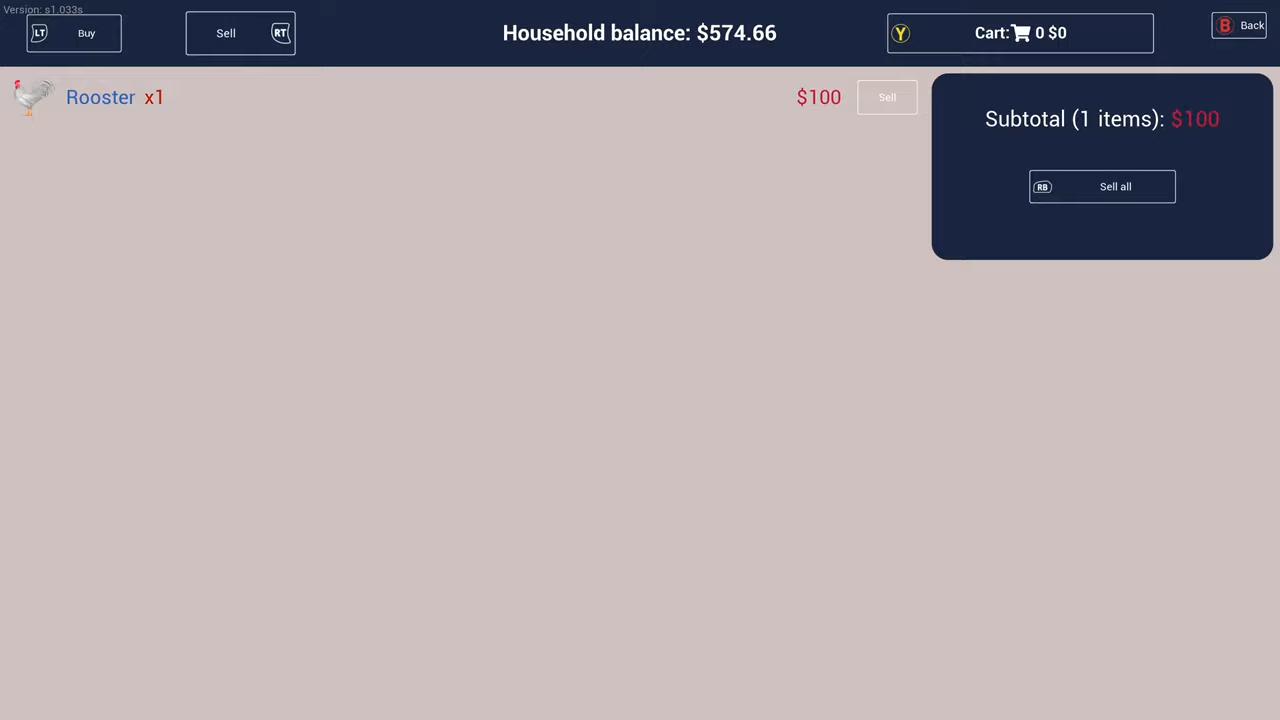 Version: s1.033s
LT Buy
Sell RT
Household balance: $574.66
Y Cart: 0 $0
B Back
Rooster x1
$100
Sell
Subtotal (1 items): $100
RB Sell all